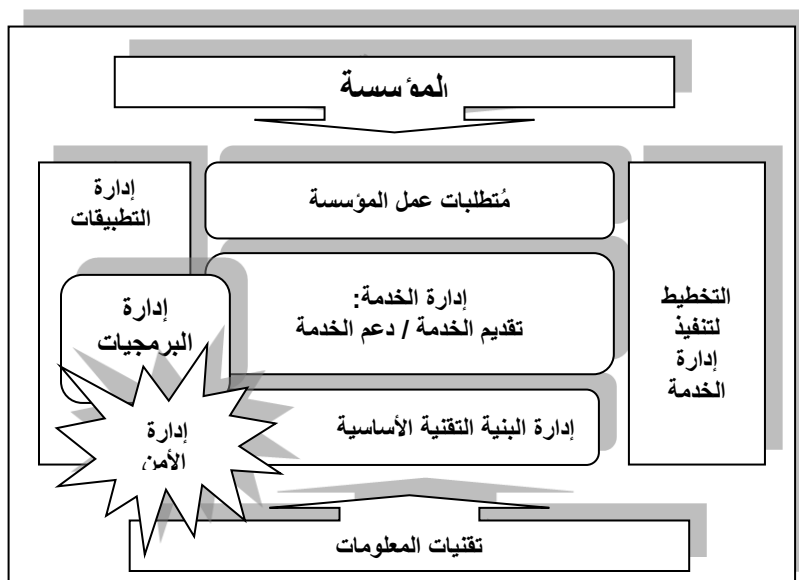 المؤسسة
إدارة
التطبيقات
مُتطلبات عمل المؤسسة
التخطيط
لتنفيذ
إدارة
الخدمة
إدارة الخدمة:
تقديم الخدمة / دعم الخدمة
إدارة
البرمجيات
إدارة البنية التقنية الأساسية
إدارة
الأمن
تقنيات المعلومات